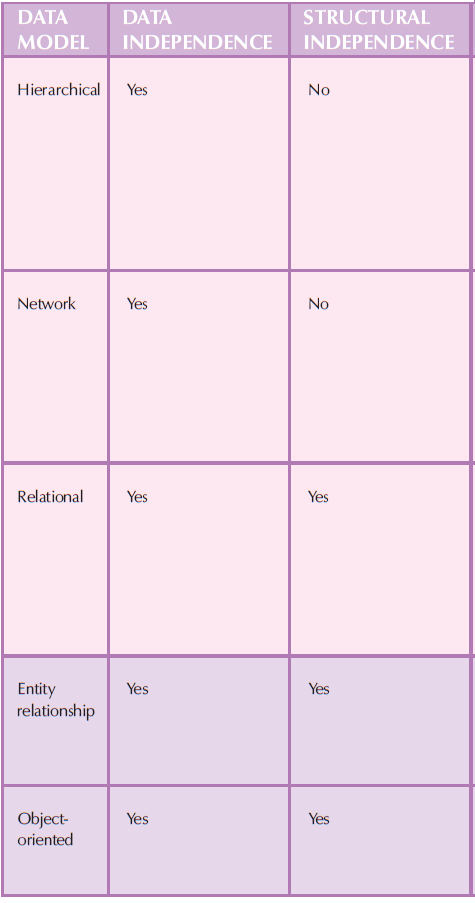 DATA MODEL DATA INDEPENDENCE STRUCTURAL INDEPENDENCE
Hierarchical Yes No
Network Yes No
Relational Yes Yes
Entity relationship Yes Yes
Object-oriented Yes Yes